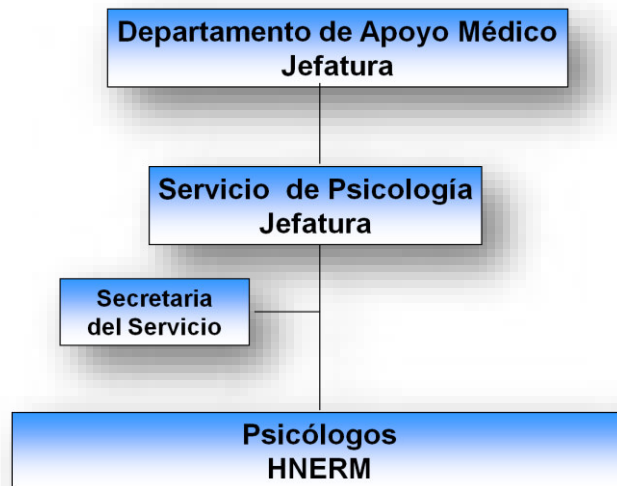 Departamento de Apoyo Médico
Jefatura
Servicio de Psicología
Jefatura
Secretaria
del Servicio
Psicólogos
HNERM